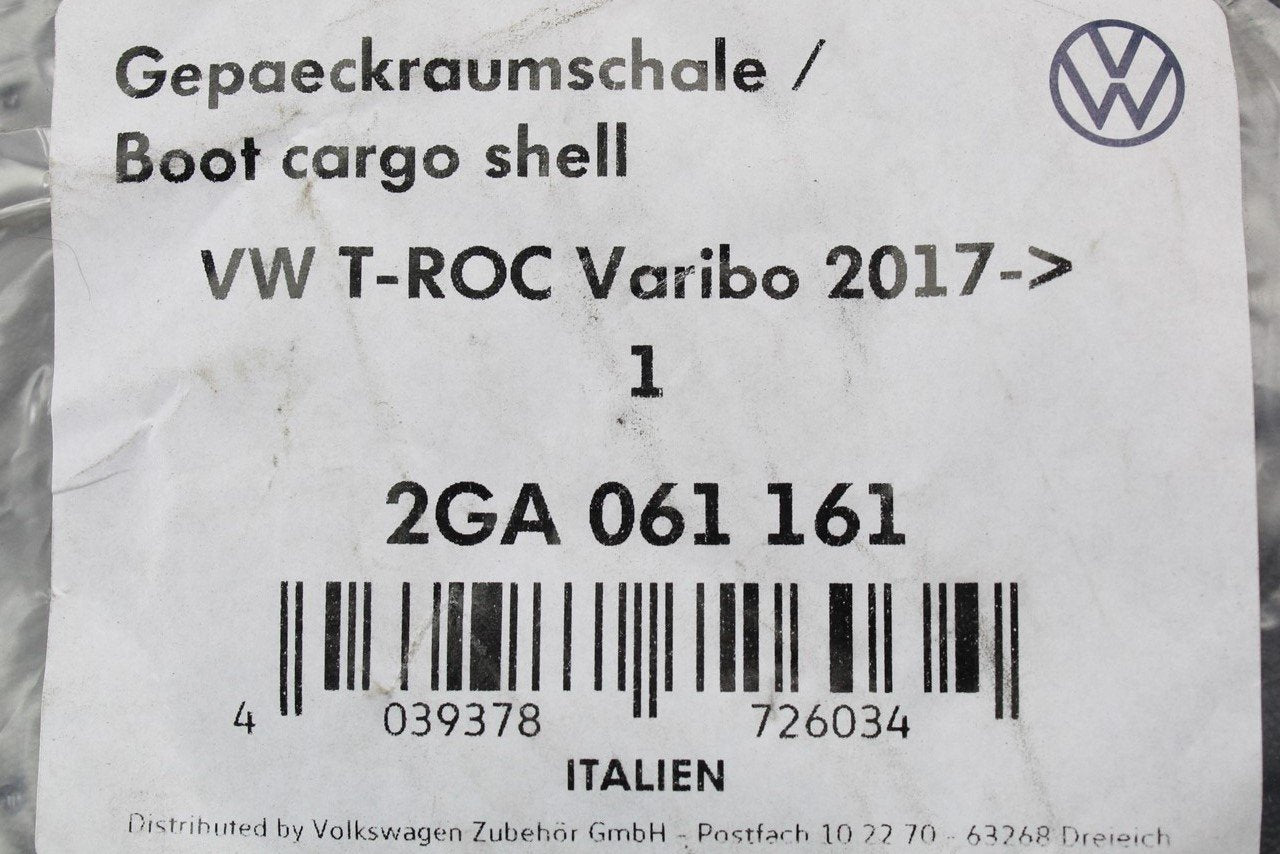 Gepaeckraumschale /
Boot cargo shell
VW T-ROC Varibo 2017->
1
2GA 061 161
4 039378 726034
ITALIEN
Distributed by Volkswagen Zubehör GmbH - Postfach 10 22 70 - 63268 Dreieich